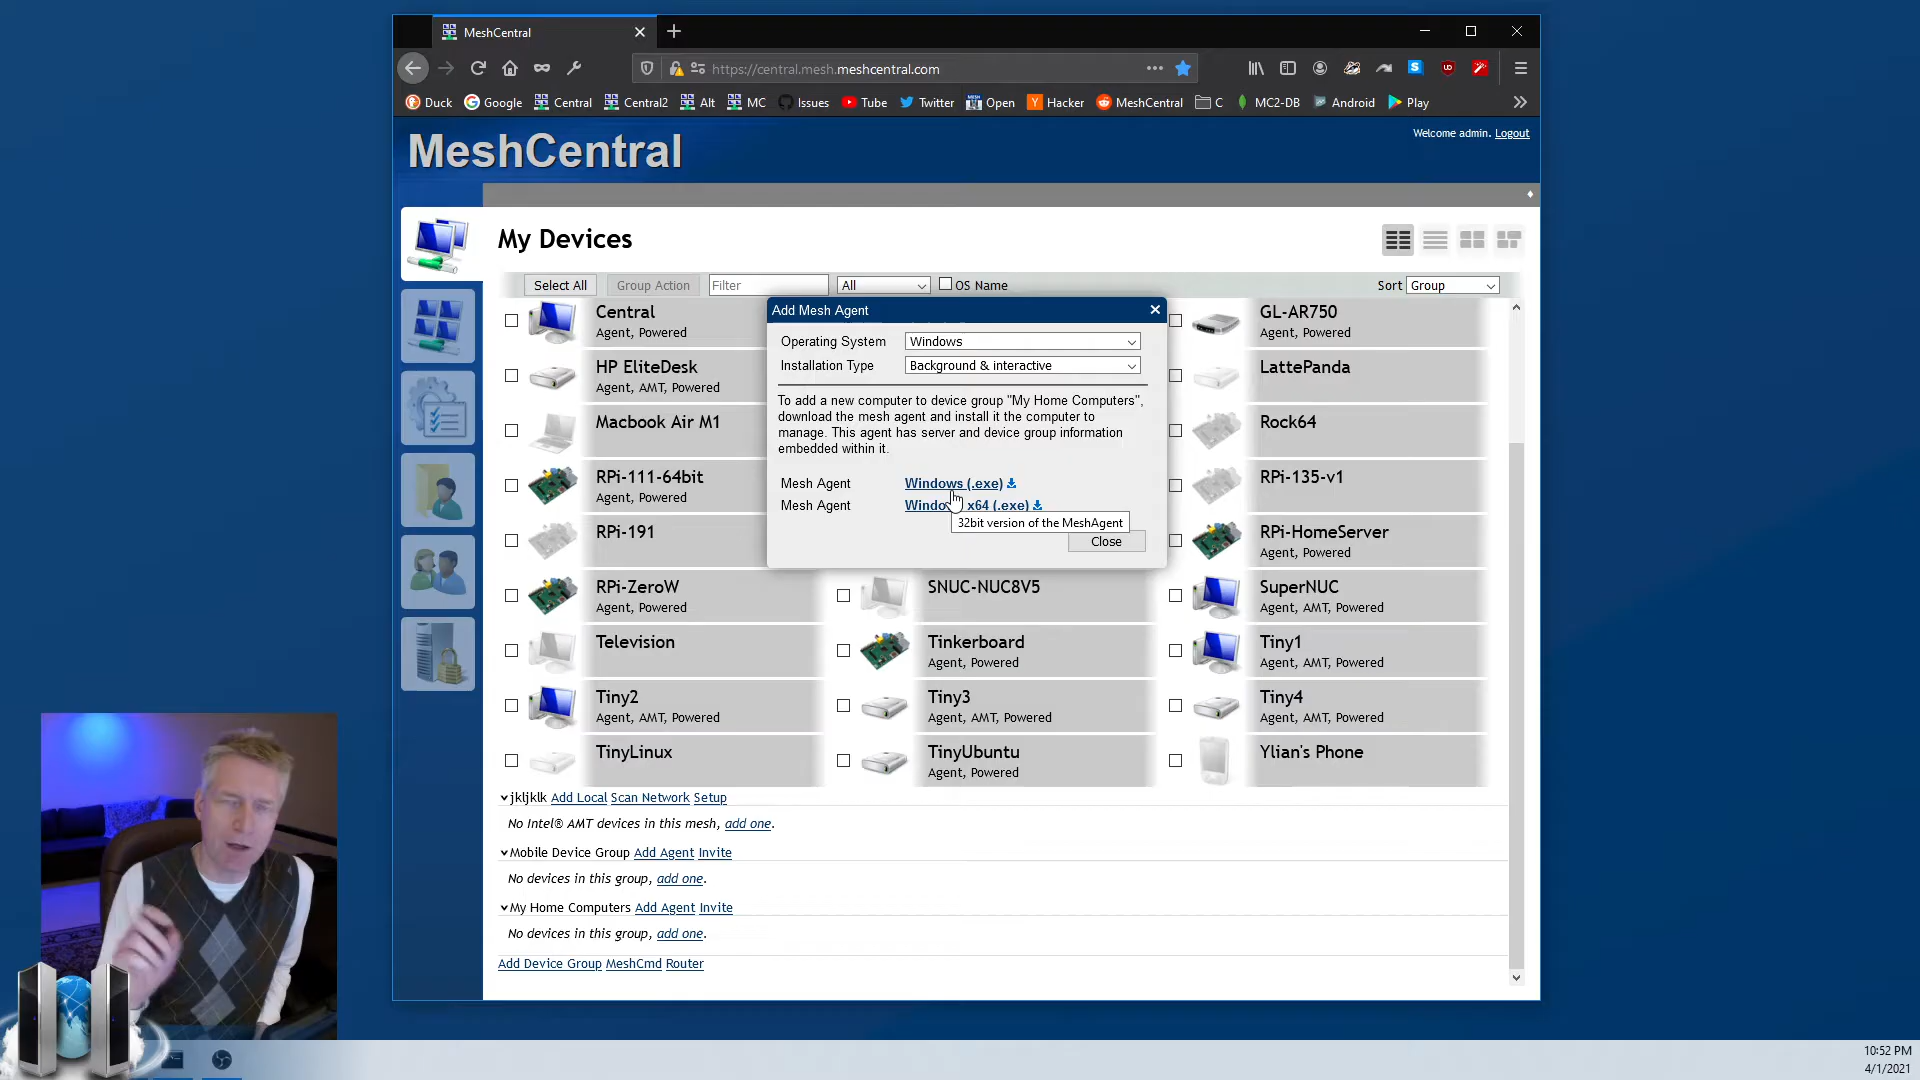 MeshCentral
https://central.mesh.meshcentral.com
Duck
Google
Central
Central2
Alt
MC
Issues
Tube
Twitter
Open
Hacker
MeshCentral
C
MC2-DB
Android
Play
MeshCentral
Welcome admin. Logout
My Devices
Select All
Group Action
Filter
All
OS Name
Sort
Group
Central
Agent, Powered
HP EliteDesk
Agent, AMT, Powered
Macbook Air M1
RPi-111-64bit
Agent, Powered
RPi-191
Add Mesh Agent
Operating System
Windows
Installation Type
Background & interactive
To add a new computer to device group "My Home Computers",
download the mesh agent and install it the computer to
manage. This agent has server and device group information
embedded within it.
Mesh Agent
Windows (.exe)
Mesh Agent
x64 (.exe)
32bit version of the MeshAgent
Close
GL-AR750
Agent, Powered
LattePanda
Rock64
RPi-135-v1
RPi-HomeServer
Agent, Powered
RPi-ZeroW
Agent, Powered
SNUC-NUC8V5
SuperNUC
Agent, AMT, Powered
Television
Tinkerboard
Agent, Powered
Tiny1
Agent, AMT, Powered
Tiny2
Agent, AMT, Powered
Tiny3
Agent, AMT, Powered
Tiny4
Agent, AMT, Powered
TinyLinux
TinyUbuntu
Agent, Powered
Ylian's Phone
jkljklk Add Local Scan Network Setup
No Intel® AMT devices in this mesh, add one.
Mobile Device Group Add Agent Invite
No devices in this group, add one.
My Home Computers Add Agent Invite
No devices in this group, add one.
Add Device Group MeshCmd Router
10:52 PM
4/1/2021